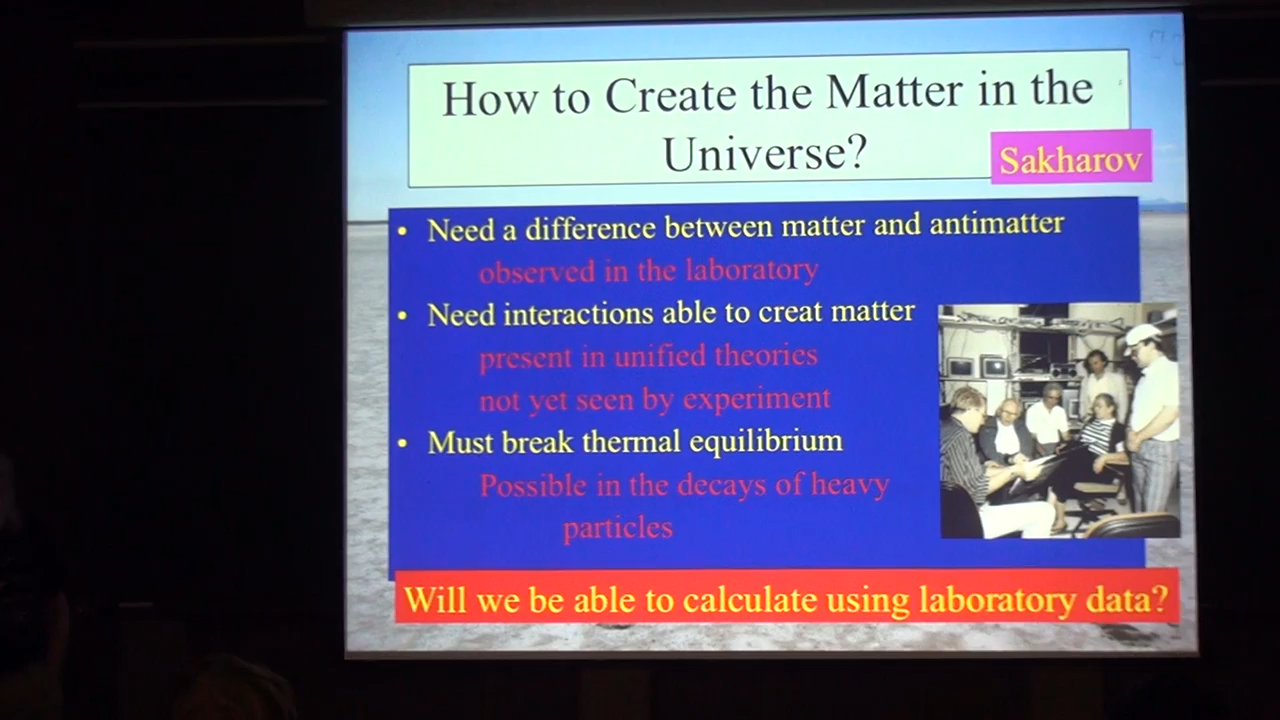 How to Create the Matter in the
Universe?
Sakharov
• Need a difference between matter and antimatter
observed in the laboratory
• Need interactions able to creat matter
present in unified theories
not yet seen by experiment
• Must break thermal equilibrium
Possible in the decays of heavy
particles
Will we be able to calculate using laboratory data?